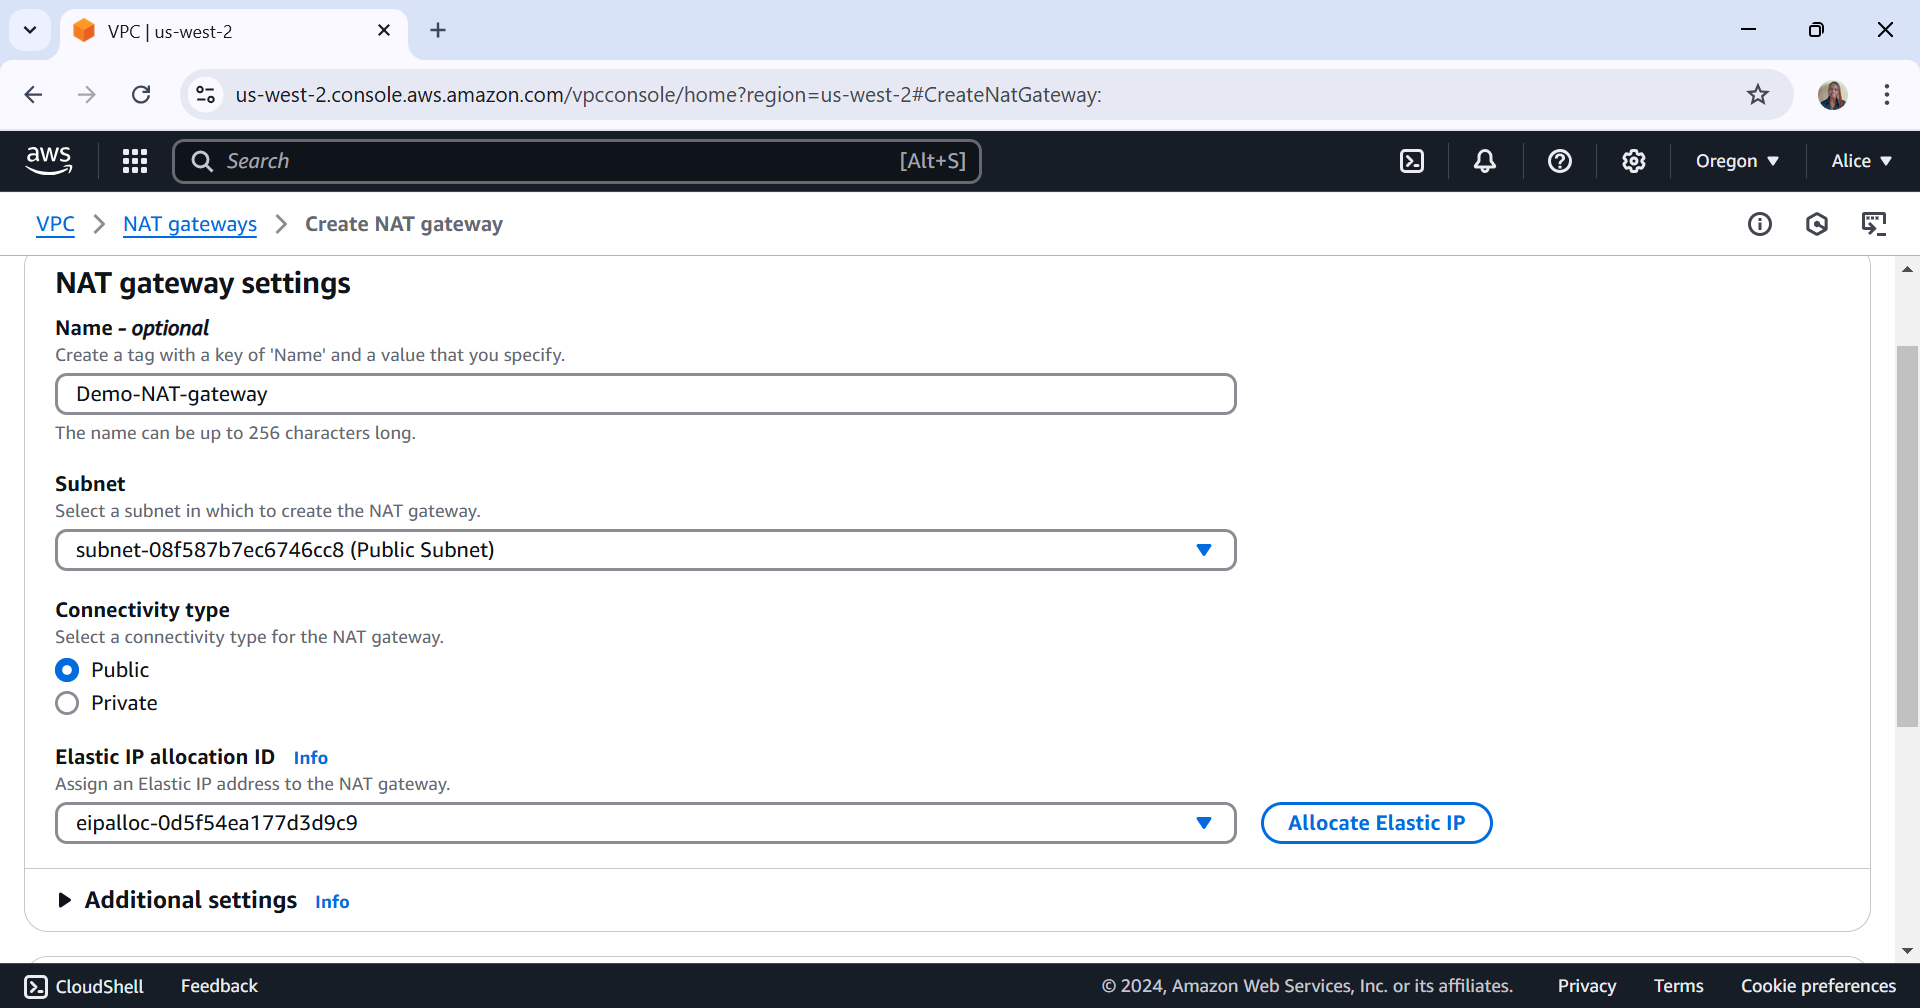 VPC | us-west-2
us-west-2.console.aws.amazon.com/vpcconsole/home?region=us-west-2#CreateNatGateway:
aws
Search
[Alt+S]
Oregon
Alice
VPC
NAT gateways
Create NAT gateway
NAT gateway settings
Name - optional
Create a tag with a key of 'Name' and a value that you specify.
Demo-NAT-gateway
The name can be up to 256 characters long.
Subnet
Select a subnet in which to create the NAT gateway.
subnet-08f587b7ec6746cc8 (Public Subnet)
Connectivity type
Select a connectivity type for the NAT gateway.
Public
Private
Elastic IP allocation ID Info
Assign an Elastic IP address to the NAT gateway.
eipalloc-0d5f54ea177d3d9c9
Allocate Elastic IP
Additional settings Info
CloudShell
Feedback
© 2024, Amazon Web Services, Inc. or its affiliates.
Privacy
Terms
Cookie preferences